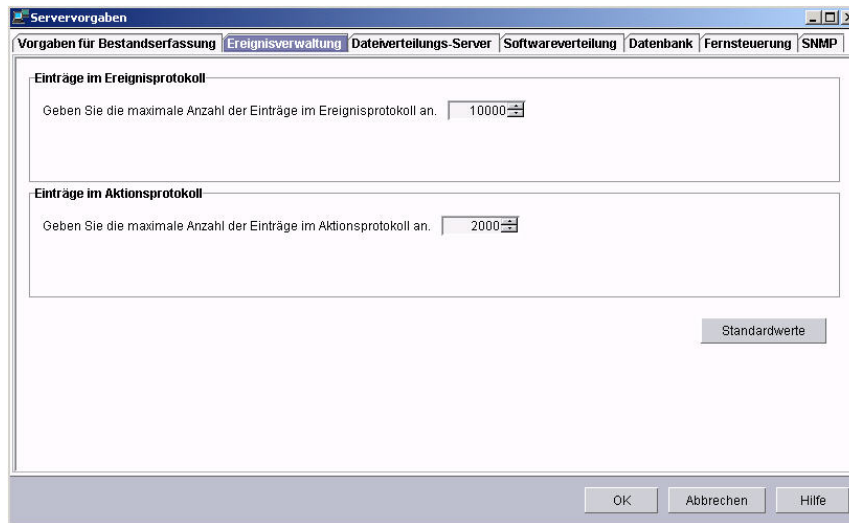 Servervorgaben
Vorgaben für Bestandserfassung Ereignisverwaltung Dateiverteilungs-Server Softwareverteilung Datenbank Fernsteuerung SNMP
Einträge im Ereignisprotokoll
Geben Sie die maximale Anzahl der Einträge im Ereignisprotokoll an. 10000
Einträge im Aktionsprotokoll
Geben Sie die maximale Anzahl der Einträge im Aktionsprotokoll an. 2000
Standardwerte
OK Abbrechen Hilfe